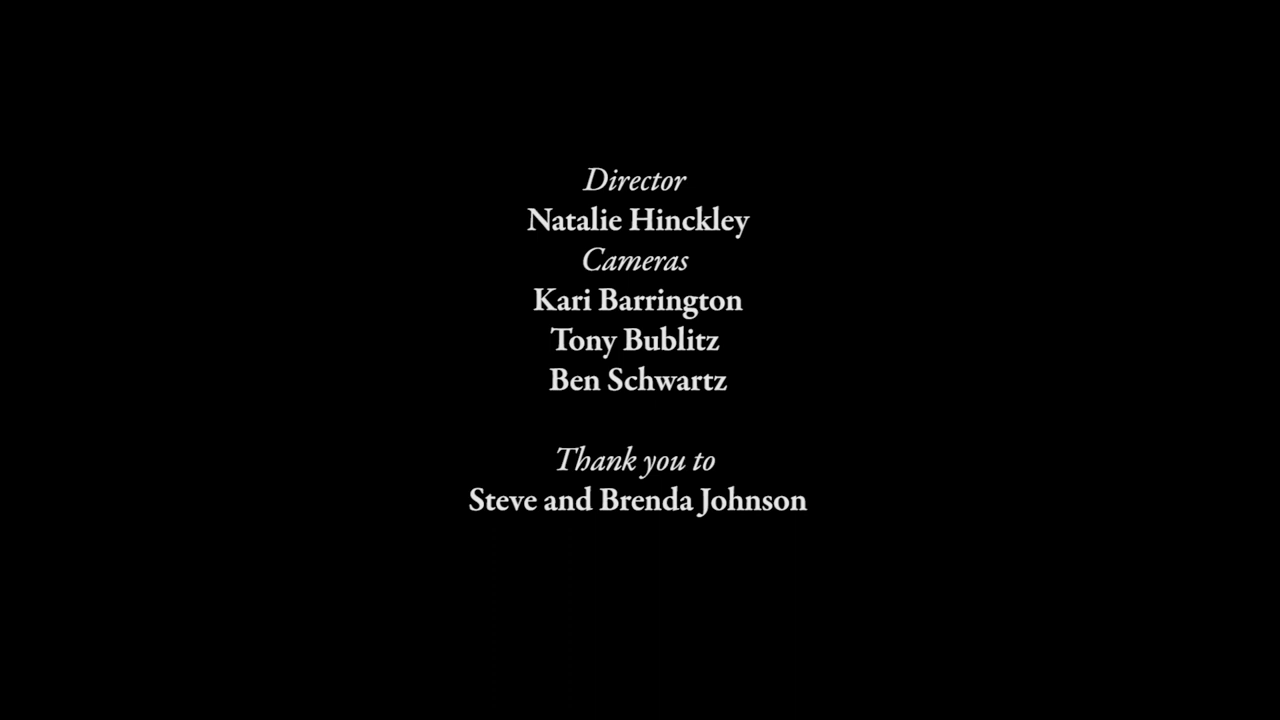 Director
Natalie Hinckley
Cameras
Kari Barrington
Tony Bublitz
Ben Schwartz
Thank you to
Steve and Brenda Johnson